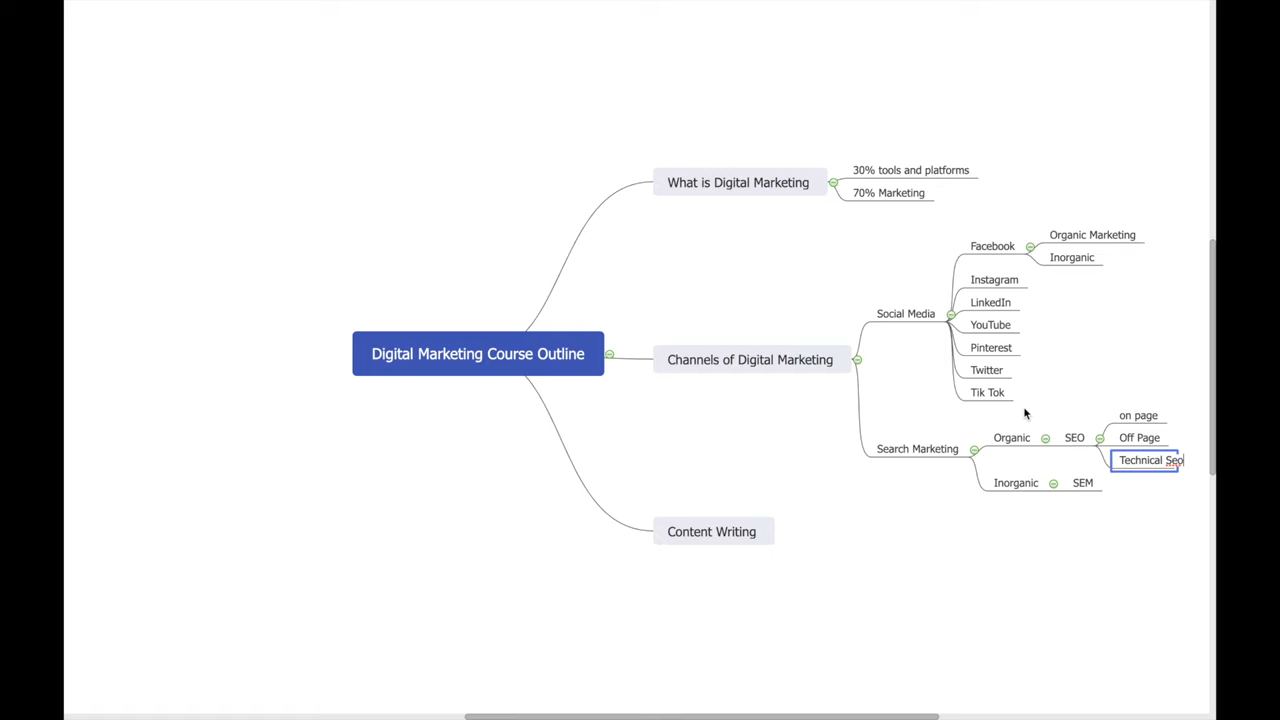 Digital Marketing Course Outline
What is Digital Marketing
30% tools and platforms
70% Marketing
Channels of Digital Marketing
Social Media
Facebook
Organic Marketing
Inorganic
Instagram
LinkedIn
YouTube
Pinterest
Twitter
Tik Tok
Search Marketing
Organic
SEO
on page
Off Page
Technical Seo
Inorganic
SEM
Content Writing